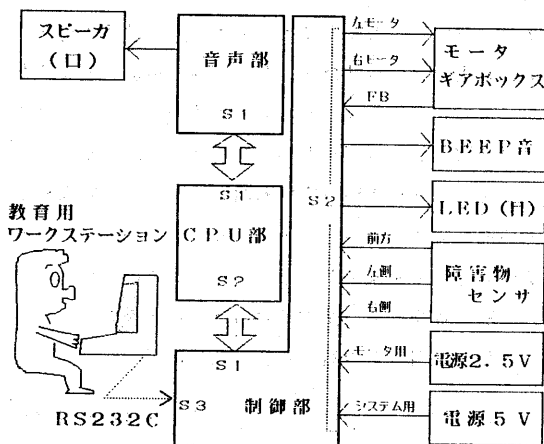 スピーカ
(口)
音声部
S1
S1
CPU部
S2
S1
S3
制御部
S2
教育用
ワークステーション
RS232C
左モータ
右モータ
FB
モータ
ギアボックス
BEEP音
LED(目)
前方
左側
右側
障害物
センサ
モータ用
電源2.5V
システム用
電源5V